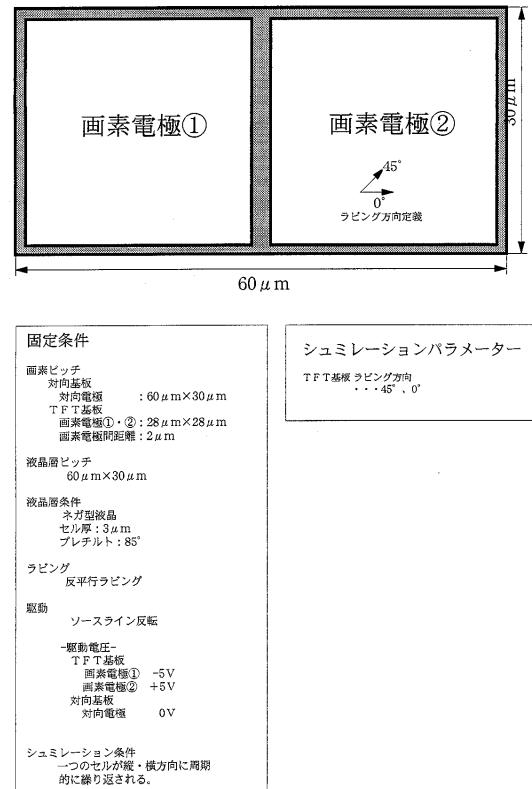 画素電極①
画素電極②
45°
0°
ラビング方向定義
30μm
60μm
固定条件
画素ピッチ
対向基板
対向電極 :60μm×30μm
TFT基板
画素電極①・②:28μm×28μm
画素電極間距離:2μm
液晶層ピッチ
60μm×30μm
液晶層条件
ネガ型液晶
セル厚:3μm
プレチルト:85°
ラビング
反平行ラビング
駆動
ソースライン反転
-駆動電圧-
TFT基板
画素電極① -5V
画素電極② +5V
対向基板
対向電極 0V
シュミレーション条件
一つのセルが縦・横方向に周期
的に繰り返される。
シュミレーションパラメーター
TFT基板 ラビング方向
・・・45°、0°